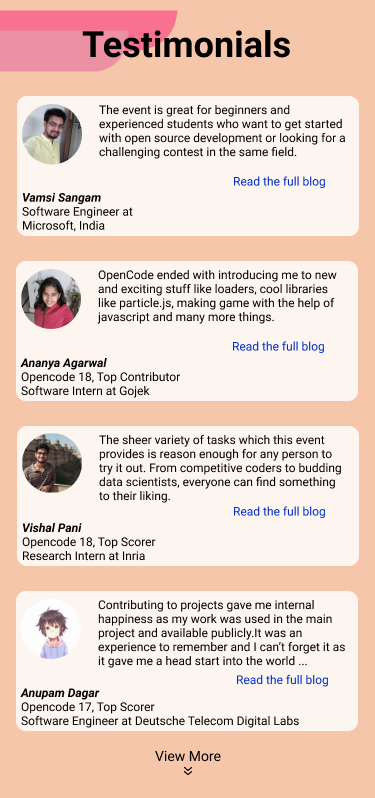 Testimonials
The event is great for beginners and
experienced students who want to get started
with open source development or looking for a
challenging contest in the same field.
Read the full blog
Vamsi Sangam
Software Engineer at
Microsoft, India
OpenCode ended with introducing me to new
and exciting stuff like loaders, cool libraries
like particle.js, making game with the help of
javascript and many more things.
Read the full blog
Ananya Agarwal
Opencode 18, Top Contributor
Software Intern at Gojek
The sheer variety of tasks which this event
provides is reason enough for any person to
try it out. From competitive coders to budding
data scientists, everyone can find something
to their liking.
Read the full blog
Vishal Pani
Opencode 18, Top Scorer
Research Intern at Inria
Contributing to projects gave me internal
happiness as my work was used in the main
project and available publicly.It was an
experience to remember and I can't forget it as
it gave me a head start into the world ...
Read the full blog
Anupam Dagar
Opencode 17, Top Scorer
Software Engineer at Deutsche Telecom Digital Labs
View More